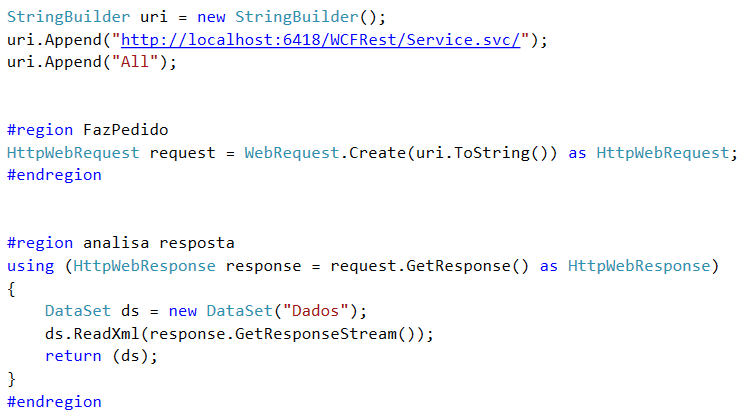 StringBuilder uri = new StringBuilder();
uri.Append("http://localhost:6418/WCFRest/Service.svc/");
uri.Append("All");
#region FazPedido
HttpWebRequest request = WebRequest.Create(uri.ToString()) as HttpWebRequest;
#endregion
#region analisa resposta
using (HttpWebResponse response = request.GetResponse() as HttpWebResponse)
{
    DataSet ds = new DataSet("Dados");
    ds.ReadXml(response.GetResponseStream());
    return (ds);
}
#endregion